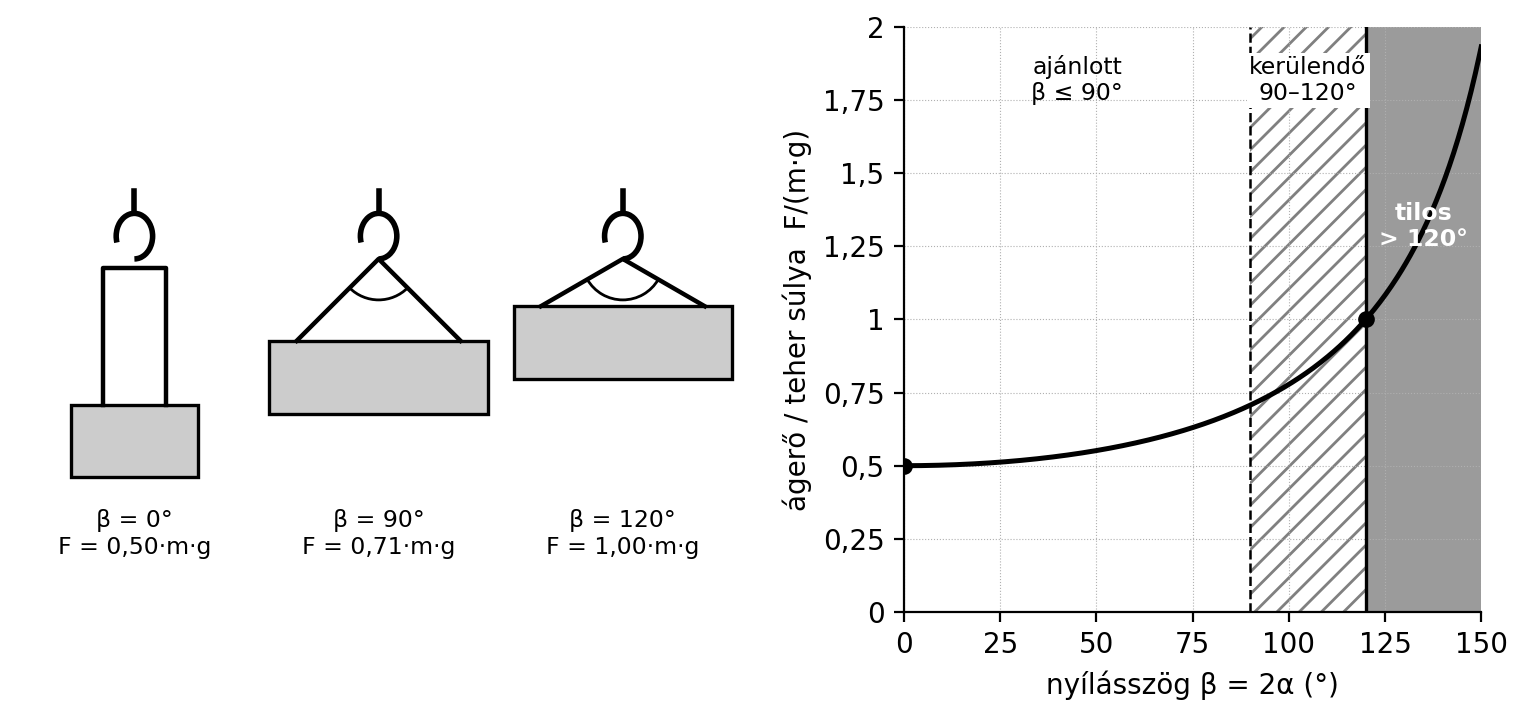 β = 0°
F = 0,50·m·g
β = 90°
F = 0,71·m·g
β = 120°
F = 1,00·m·g
ágerő / teher súlya  F/(m·g)
2
1,75
1,5
1,25
1
0,75
0,5
0,25
0
ajánlott
β ≤ 90°
kerülendő
90–120°
tilos
> 120°
0 25 50 75 100 125 150
nyílásszög β = 2α (°)